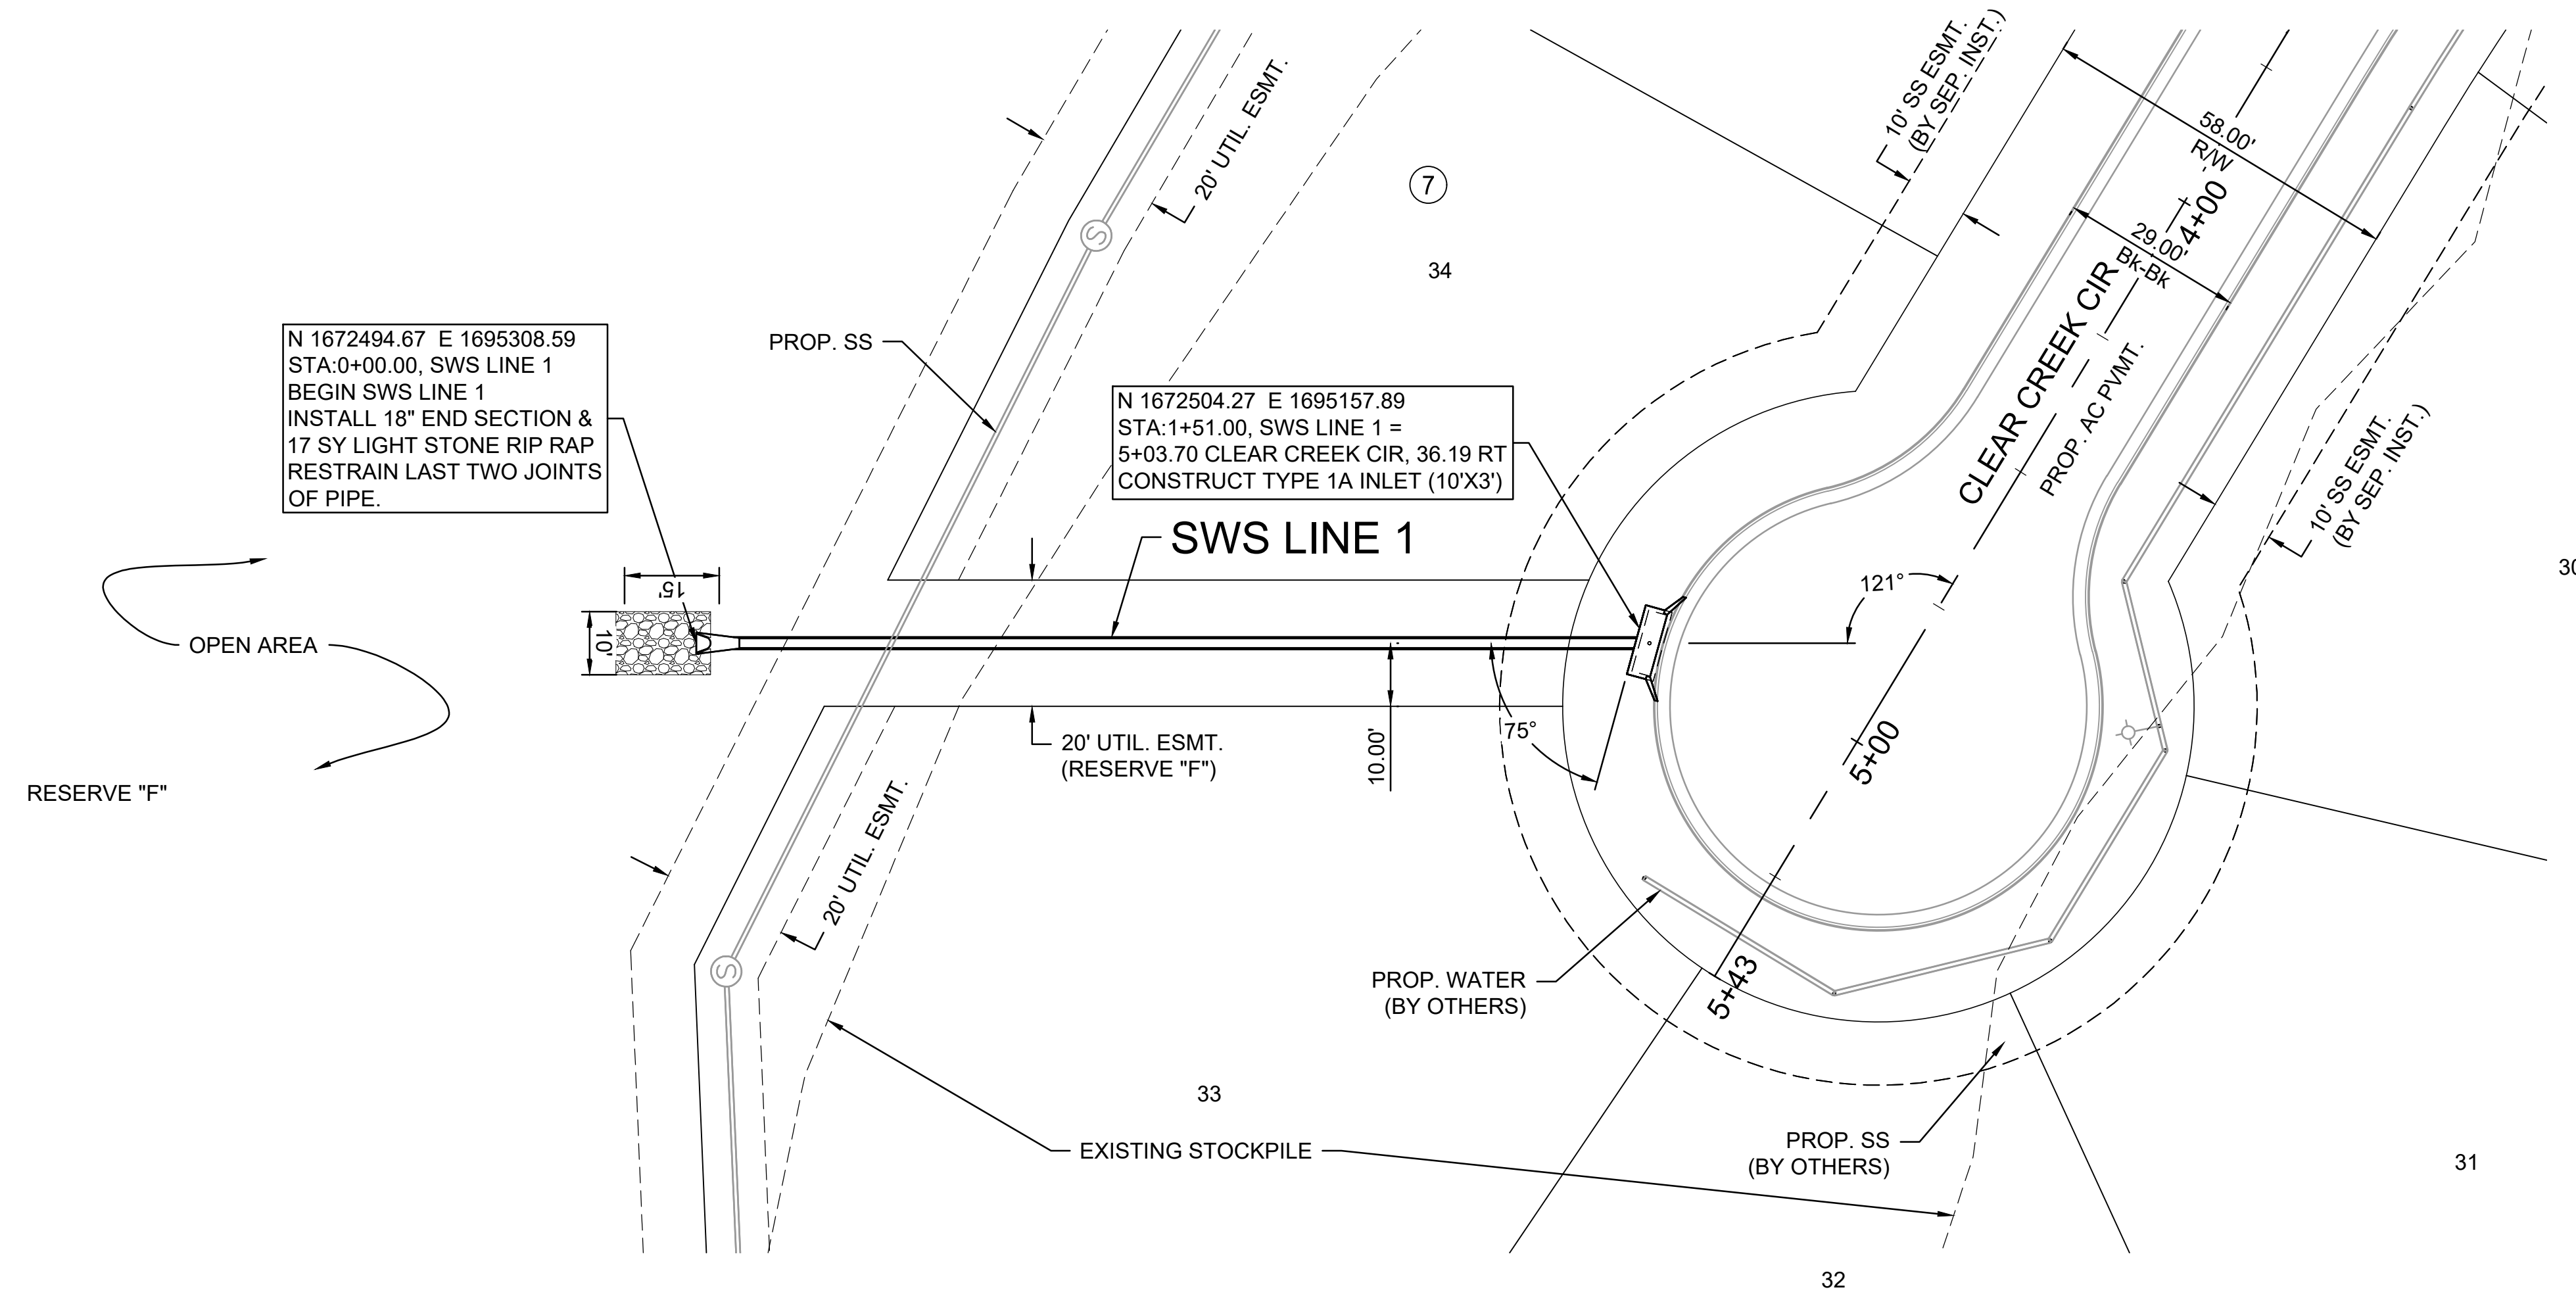 10' SS ESMT.
(BY SEP. INST.)
20' UTIL. ESMT.
7
34
58.00'
R/W
4+00
29.00'
Bk-Bk
CLEAR CREEK CIR
PROP. AC PVMT.
N 1672494.67 E 1695308.59
STA:0+00.00, SWS LINE 1
BEGIN SWS LINE 1
INSTALL 18" END SECTION &
17 SY LIGHT STONE RIP RAP
RESTRAIN LAST TWO JOINTS
OF PIPE.
PROP. SS
S
N 1672504.27 E 1695157.89
STA:1+51.00, SWS LINE 1 =
5+03.70 CLEAR CREEK CIR, 36.19 RT
CONSTRUCT TYPE 1A INLET (10'X3')
10' SS ESMT.
(BY SEP. INST.)
SWS LINE 1
30
15'
10'
121°
OPEN AREA
75°
10.00'
5+00
20' UTIL. ESMT.
(RESERVE "F")
RESERVE "F"
20' UTIL. ESMT.
S
PROP. WATER
(BY OTHERS)
5+43
33
EXISTING STOCKPILE
PROP. SS
(BY OTHERS)
31
32